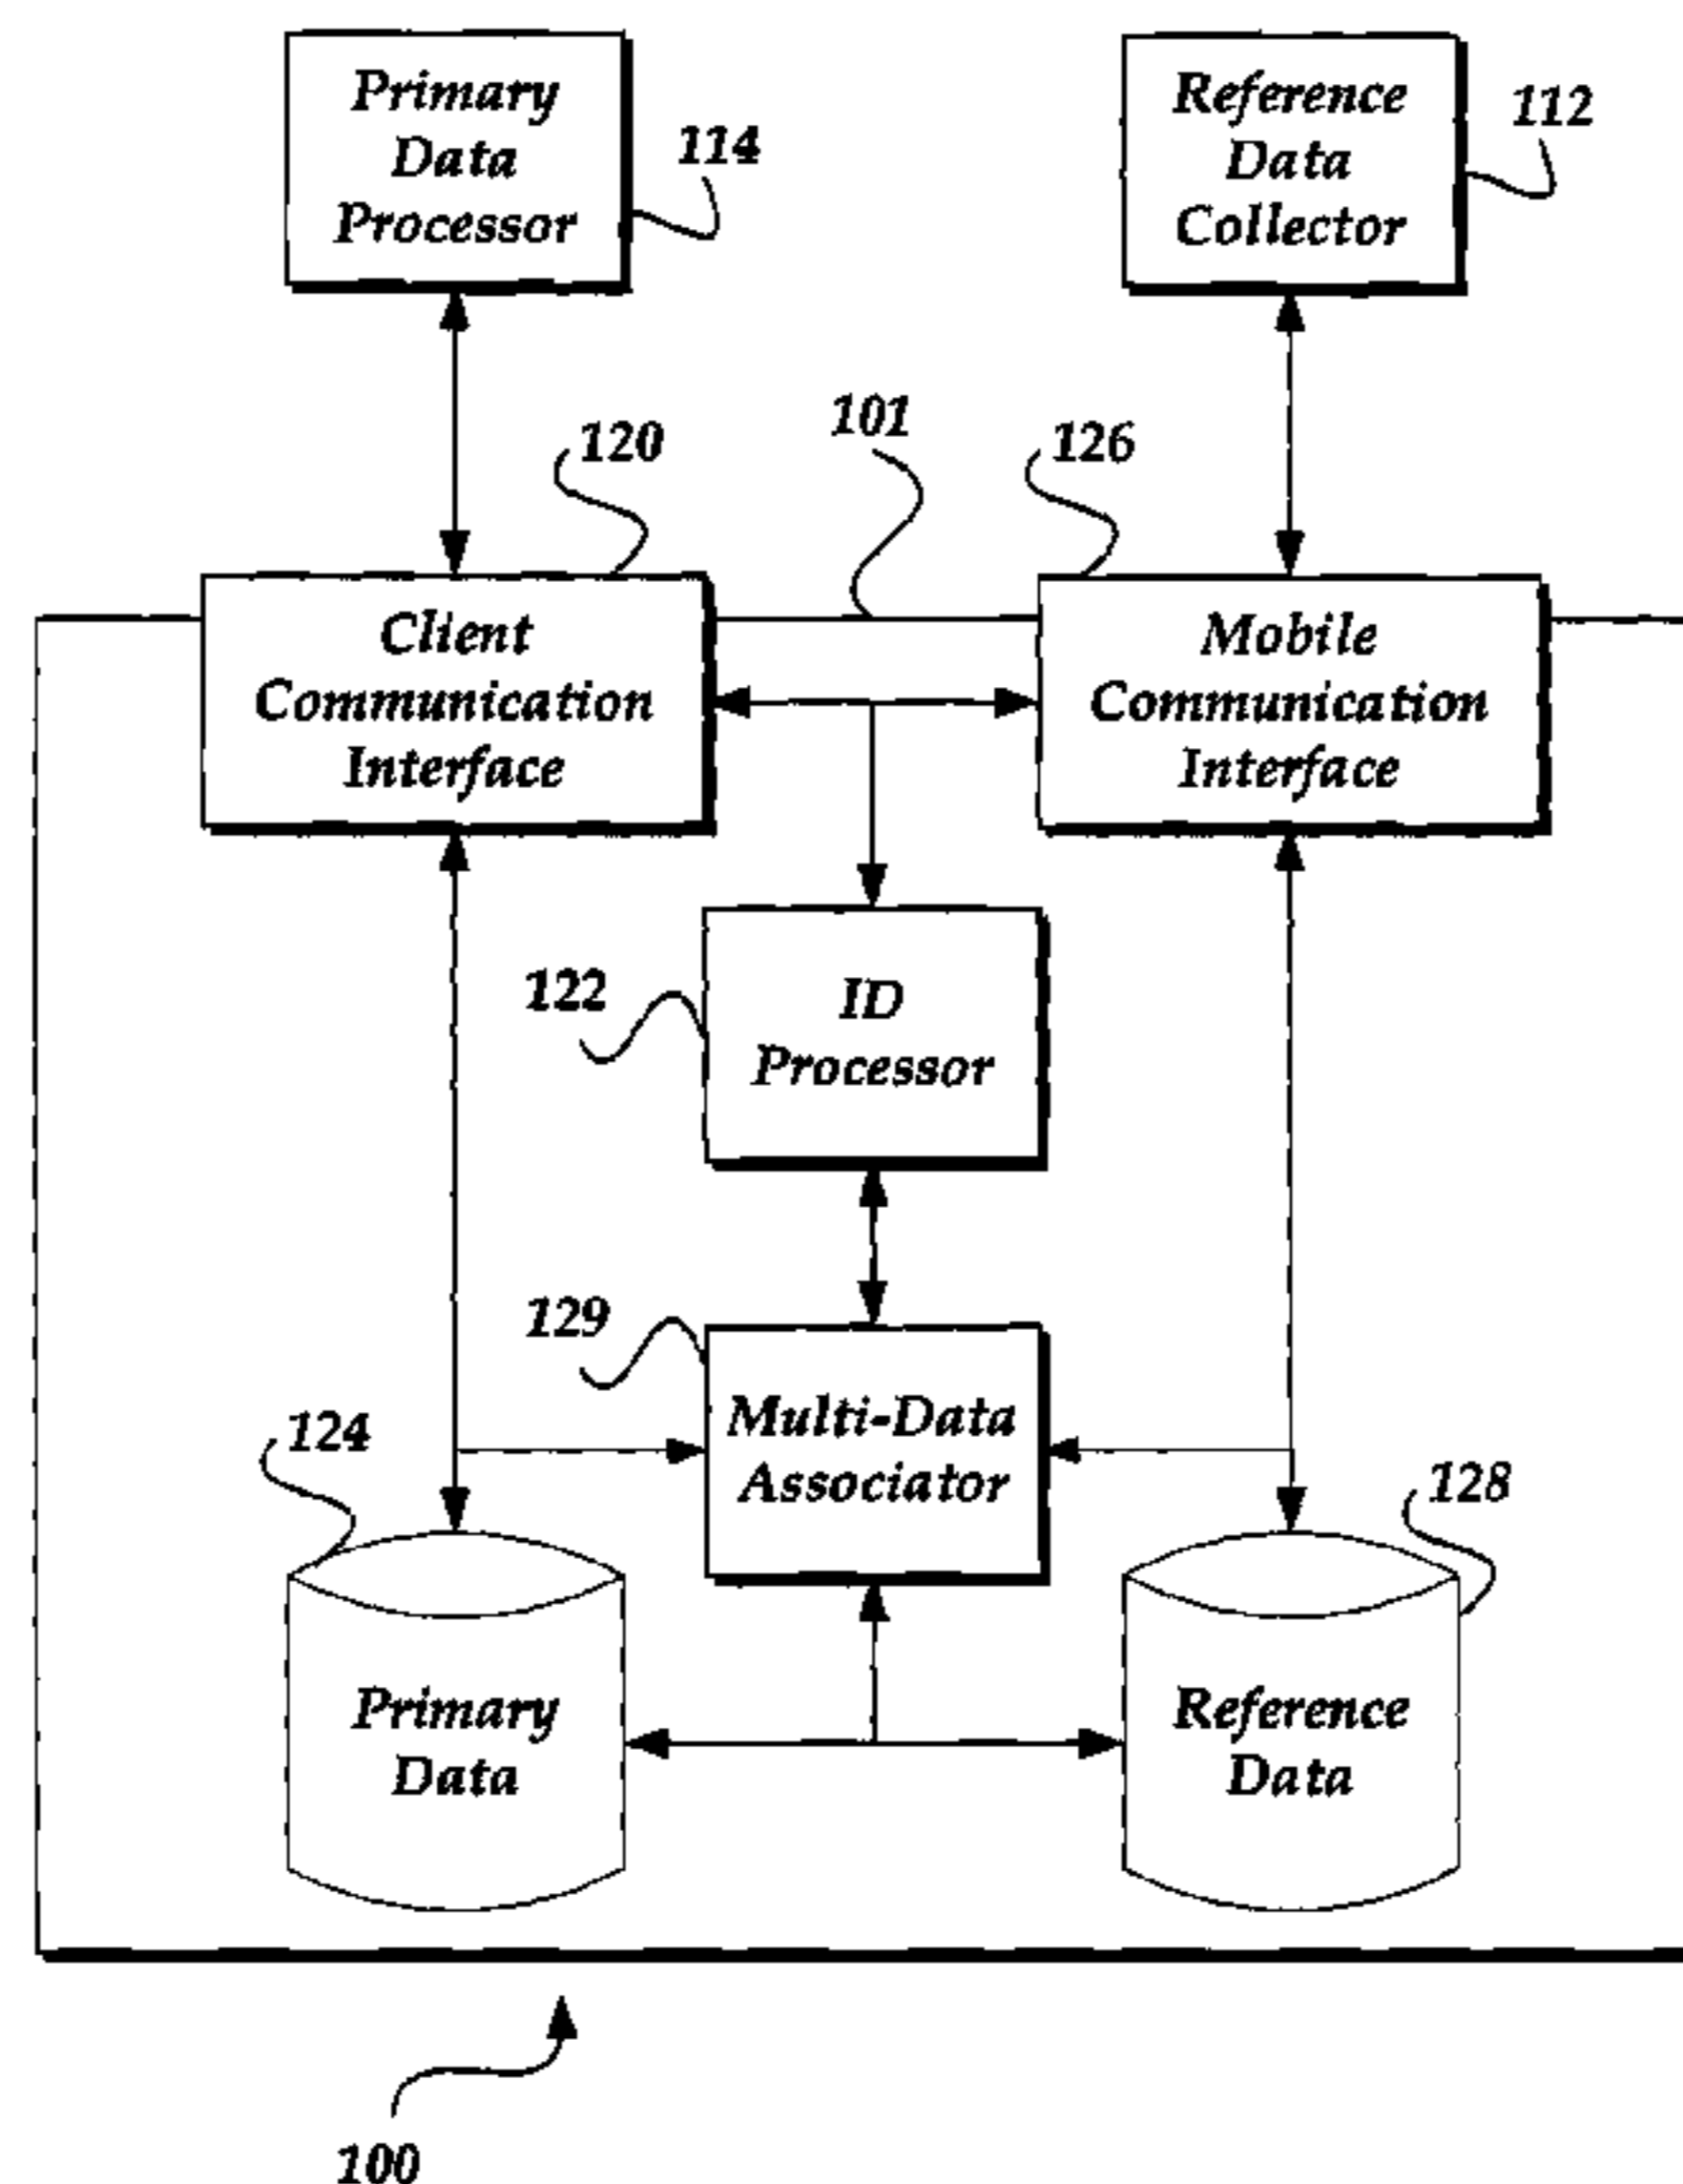 Primary
Data
Processor
114
Reference
Data
Collector
112
120
101
126
Client
Communication
Interface
Mobile
Communication
Interface
122
ID
Processor
129
Multi-Data
Associator
124
128
Primary
Data
Reference
Data
100